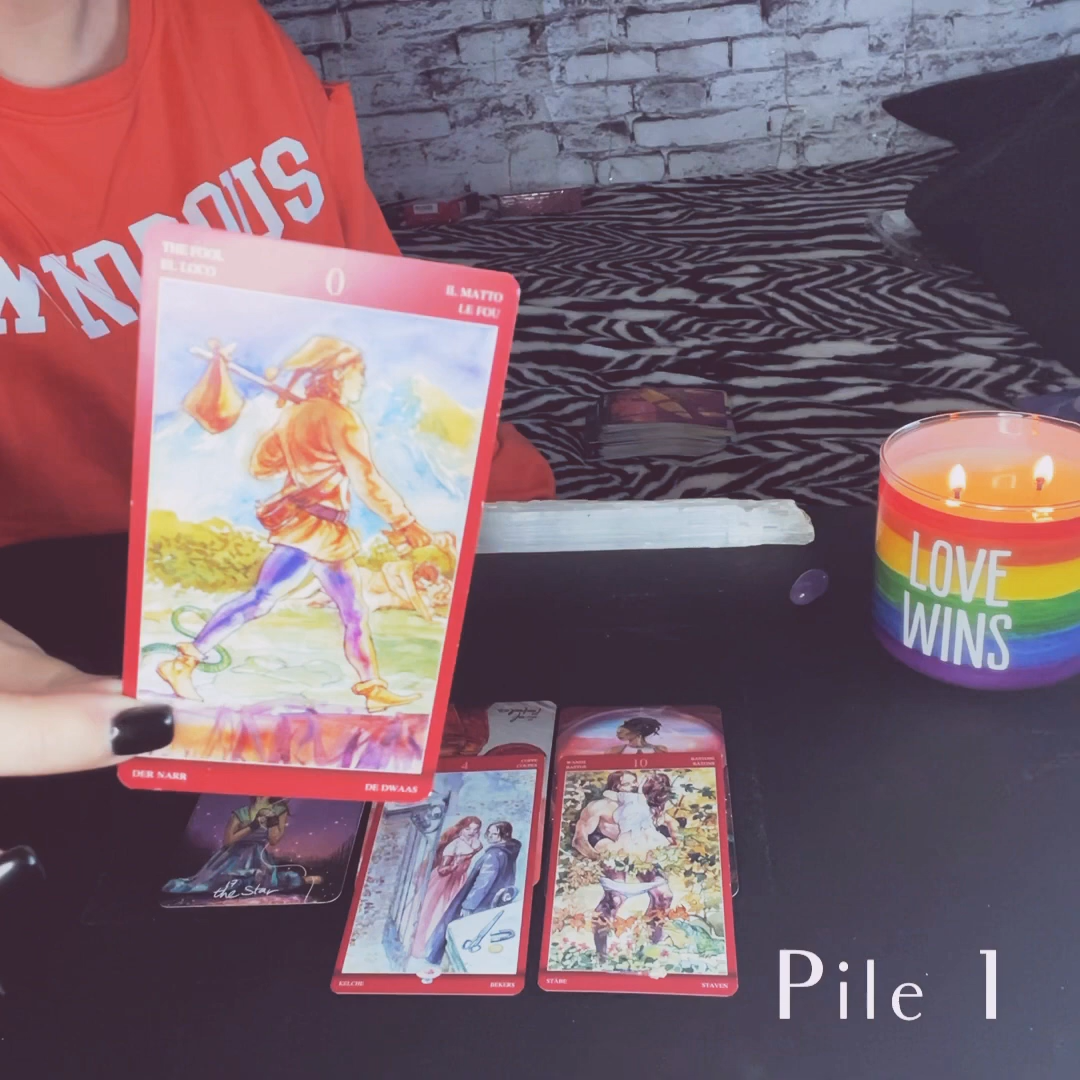 THE FOOL
EL LOCO
0
IL MATTO
LE FOU
DER NARR
DE DWAAS
LOVE
WINS
the Star
4
KELCHE
BEKERS
10
STÄBE
STAVEN
Pile 1